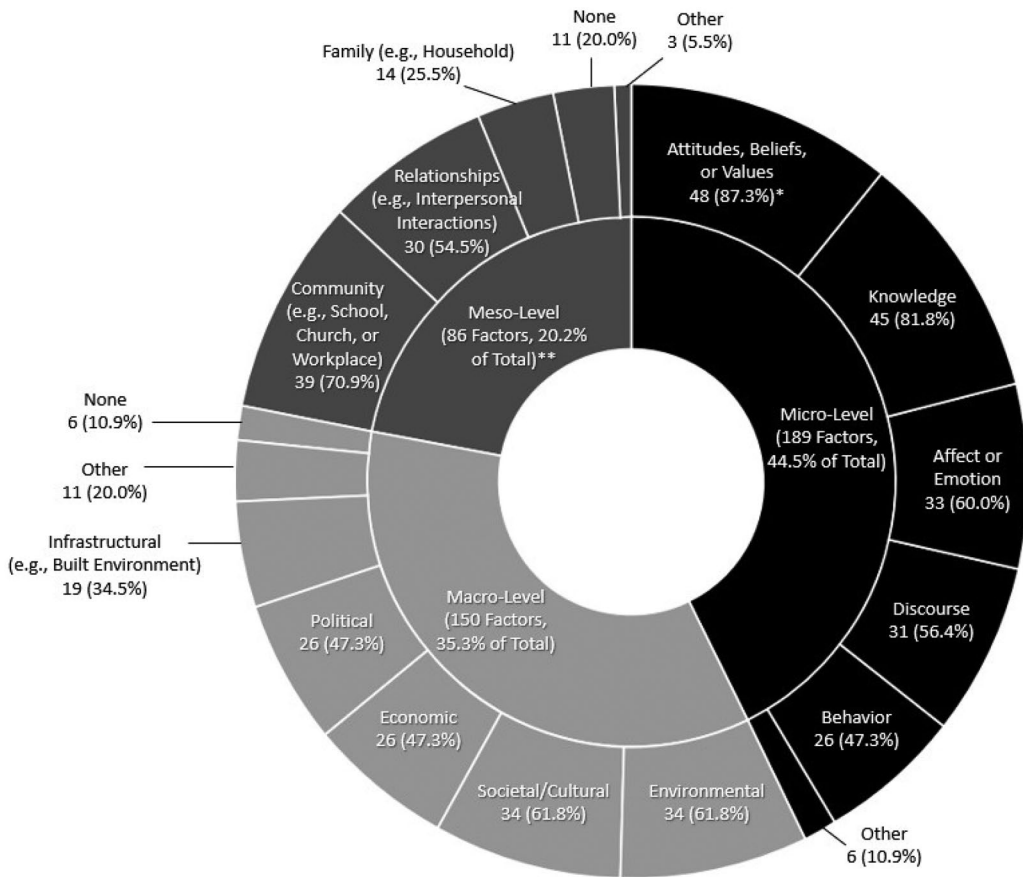 None
11 (20.0%)
Other
3 (5.5%)
Family (e.g., Household)
14 (25.5%)
Attitudes, Beliefs,
or Values
48 (87.3%)*
Relationships
(e.g., Interpersonal
Interactions)
30 (54.5%)
Knowledge
45 (81.8%)
Community
(e.g., School,
Church, or
Workplace)
39 (70.9%)
Meso-Level
(86 Factors, 20.2%
of Total)**
None
6 (10.9%)
Micro-Level
(189 Factors,
44.5% of Total)
Affect or
Emotion
33 (60.0%)
Other
11 (20.0%)
Infrastructural
(e.g., Built Environment)
19 (34.5%)
Macro-Level
(150 Factors,
35.3% of Total)
Discourse
31 (56.4%)
Political
26 (47.3%)
Economic
26 (47.3%)
Behavior
26 (47.3%)
Societal/Cultural
34 (61.8%)
Environmental
34 (61.8%)
Other
6 (10.9%)